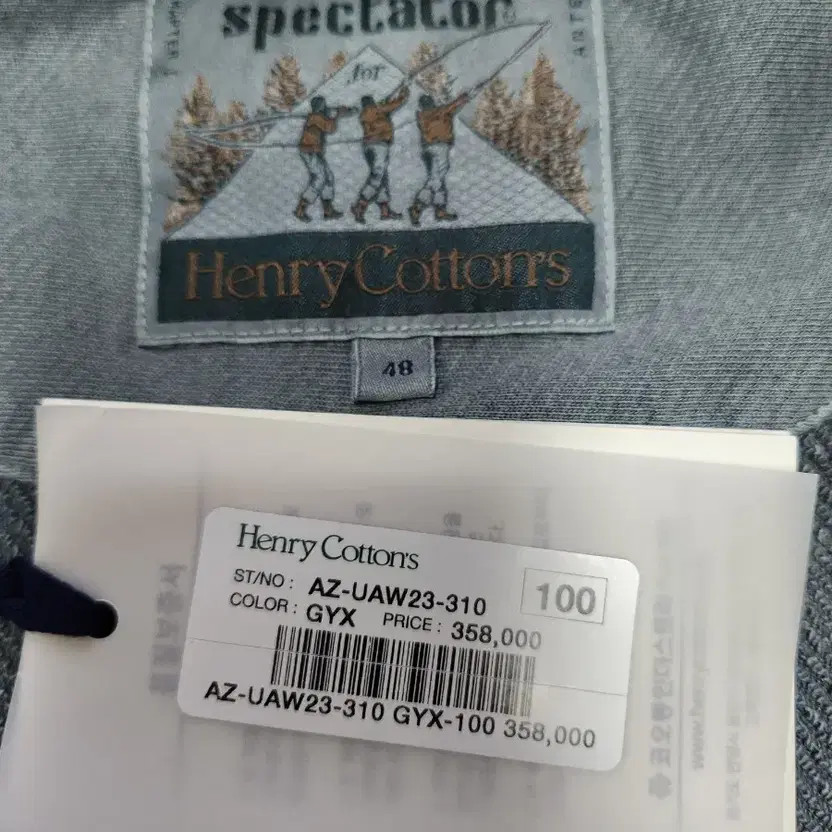 spectator
for
Henry Cotton's
48
Henry Cotton's
ST/NO : AZ-UAW23-310
100
COLOR : GYX PRICE : 358,000
AZ-UAW23-310 GYX-100 358,000